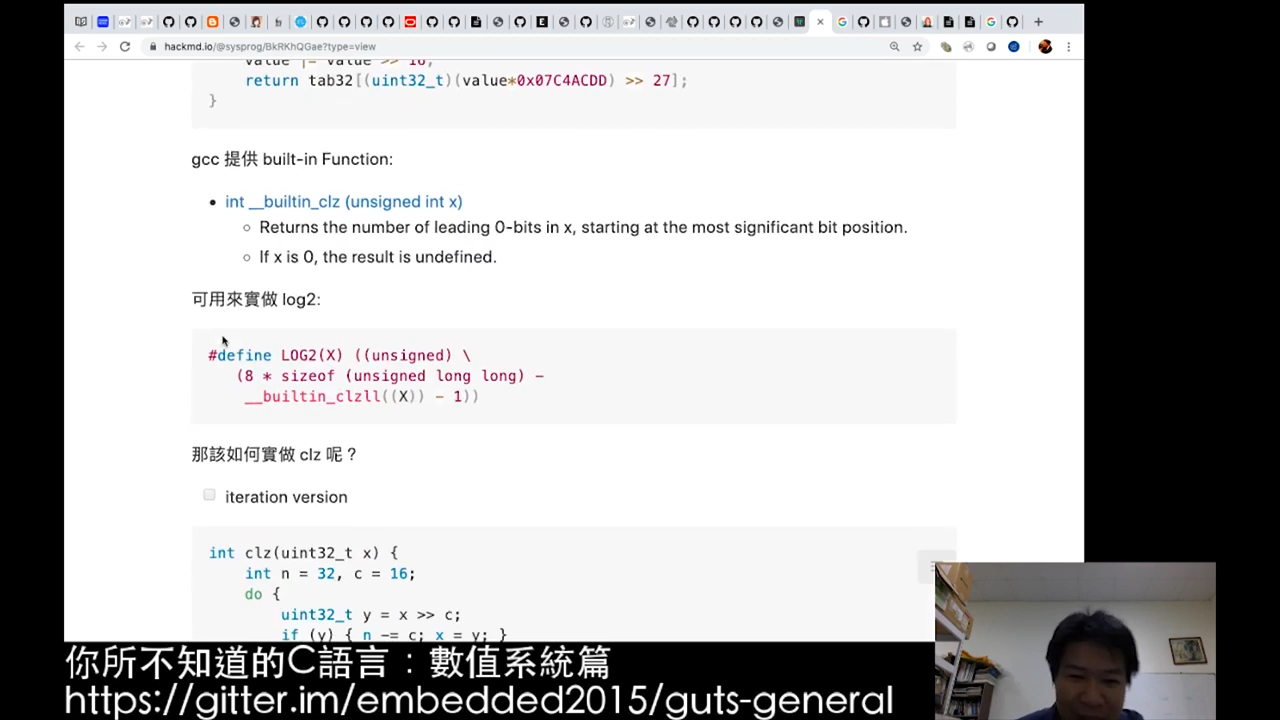 hackmd.io/@sysprog/BkRKhQGae?type=view
value |= value >> 16;
return tab32[(uint32_t)(value*0x07C4ACDD) >> 27];
}
gcc 提供 built-in Function:
int __builtin_clz (unsigned int x)
Returns the number of leading 0-bits in x, starting at the most significant bit position.
If x is 0, the result is undefined.
可用來實做 log2:
#define LOG2(X) ((unsigned) \
(8 * sizeof (unsigned long long) -
__builtin_clzll((X)) - 1))
那該如何實做 clz 呢？
iteration version
int clz(uint32_t x) {
int n = 32, c = 16;
do {
uint32_t y = x >> c;
if (y) { n -= c; x = y; }
你所不知道的C語言：數值系統篇
https://gitter.im/embedded2015/guts-general